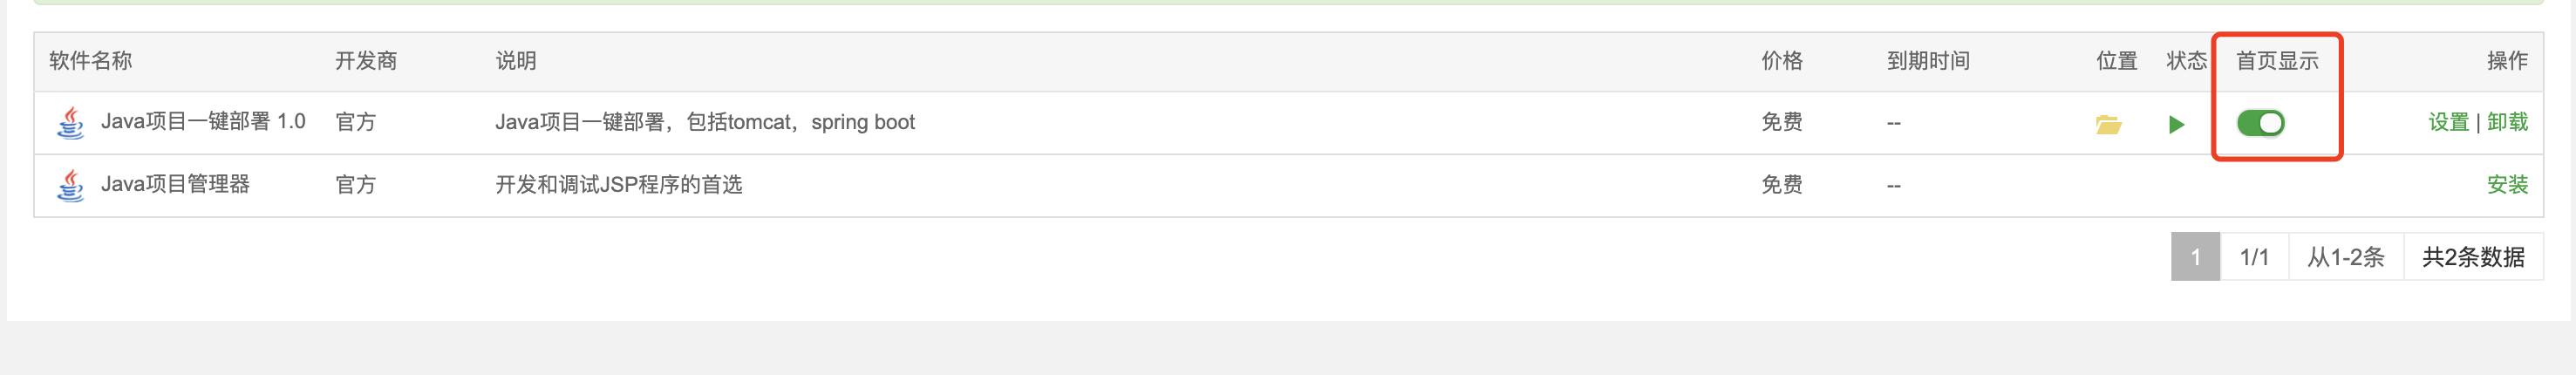 软件名称 开发商 说明 价格 到期时间 位置 状态 首页显示 操作
Java项目一键部署 1.0 官方 Java项目一键部署，包括tomcat，spring boot 免费 -- 设置 | 卸载
Java项目管理器 官方 开发和调试JSP程序的首选 免费 -- 安装
1 1/1 从1-2条 共2条数据